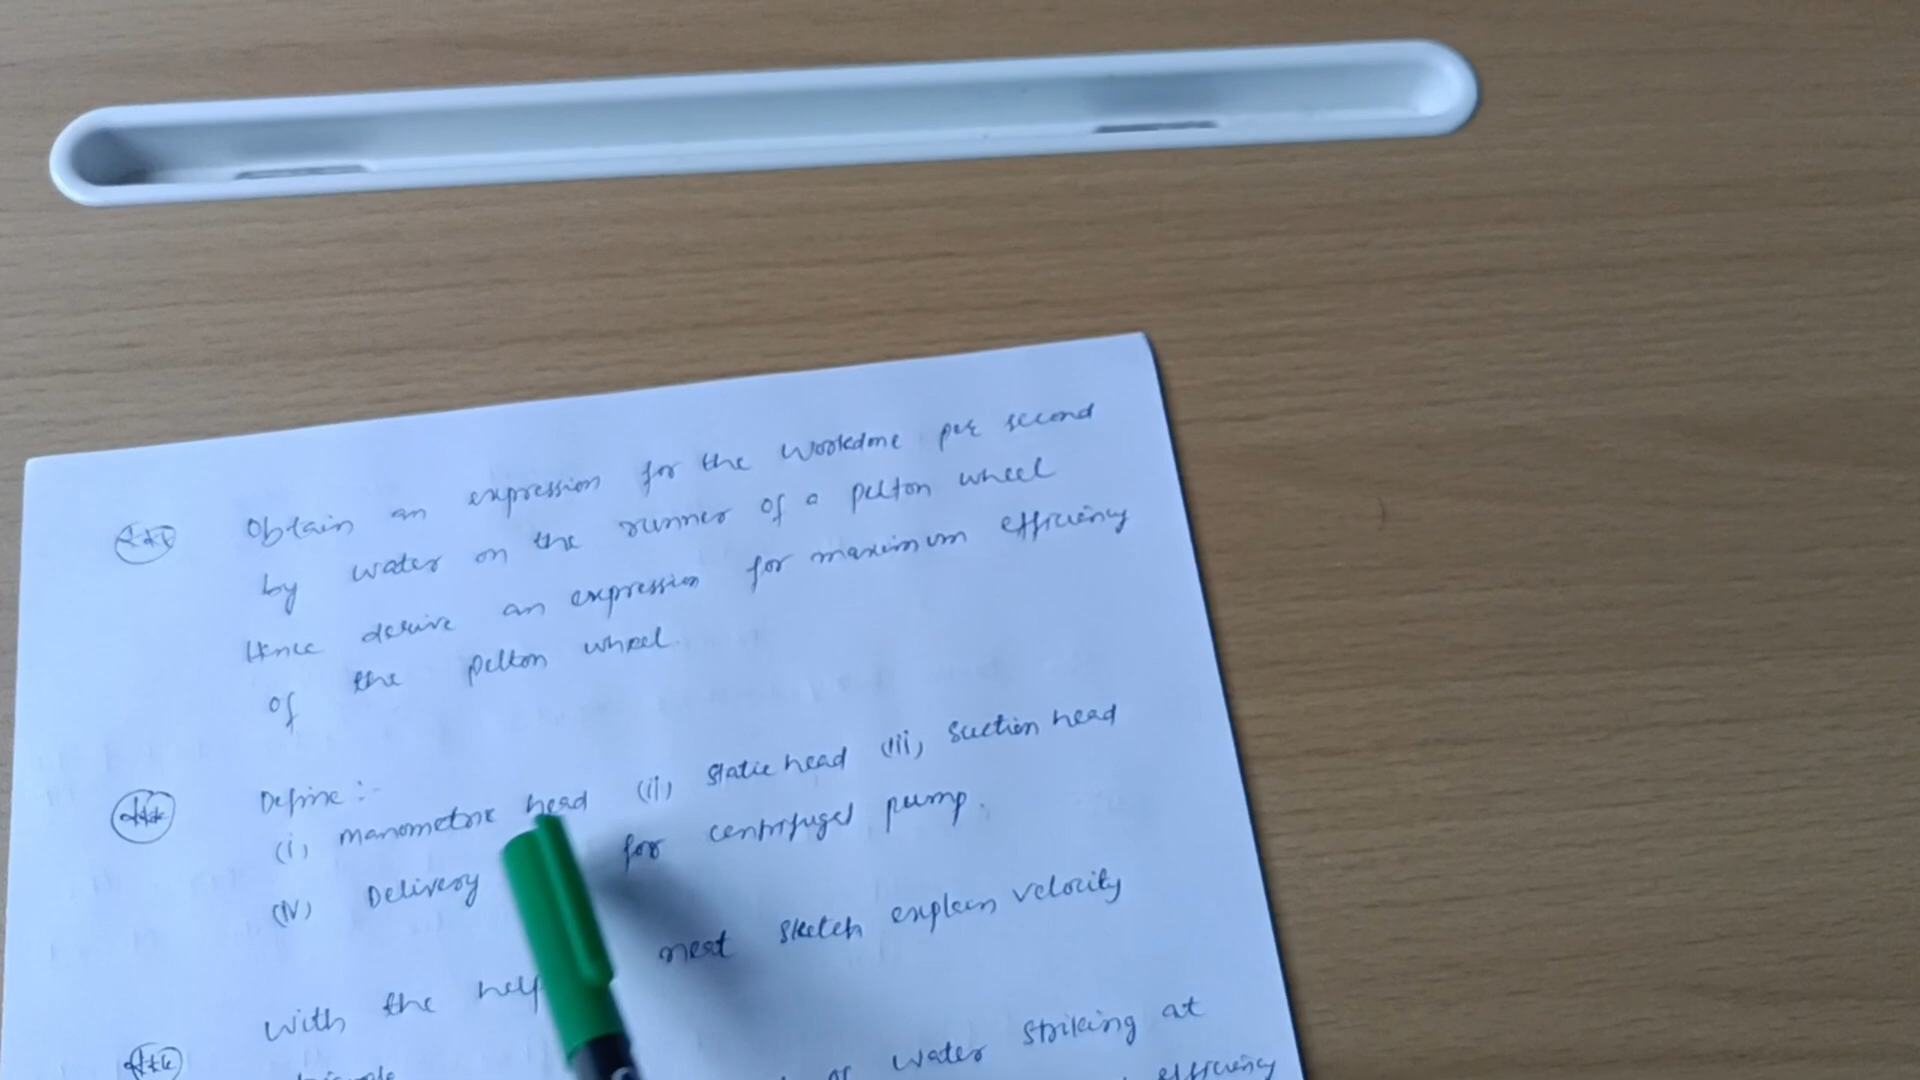 Obtain an expression for the workdone per second
by water on the runner of a pelton wheel
Hence derive an expression for maximum efficiency
of the pelton wheel.
Define :-
(i) manometric head (ii) static head (iii) suction head
(iv) Delivery for centrifugal pump.
With the help neat sketch explain velocity
of water striking at
efficiency